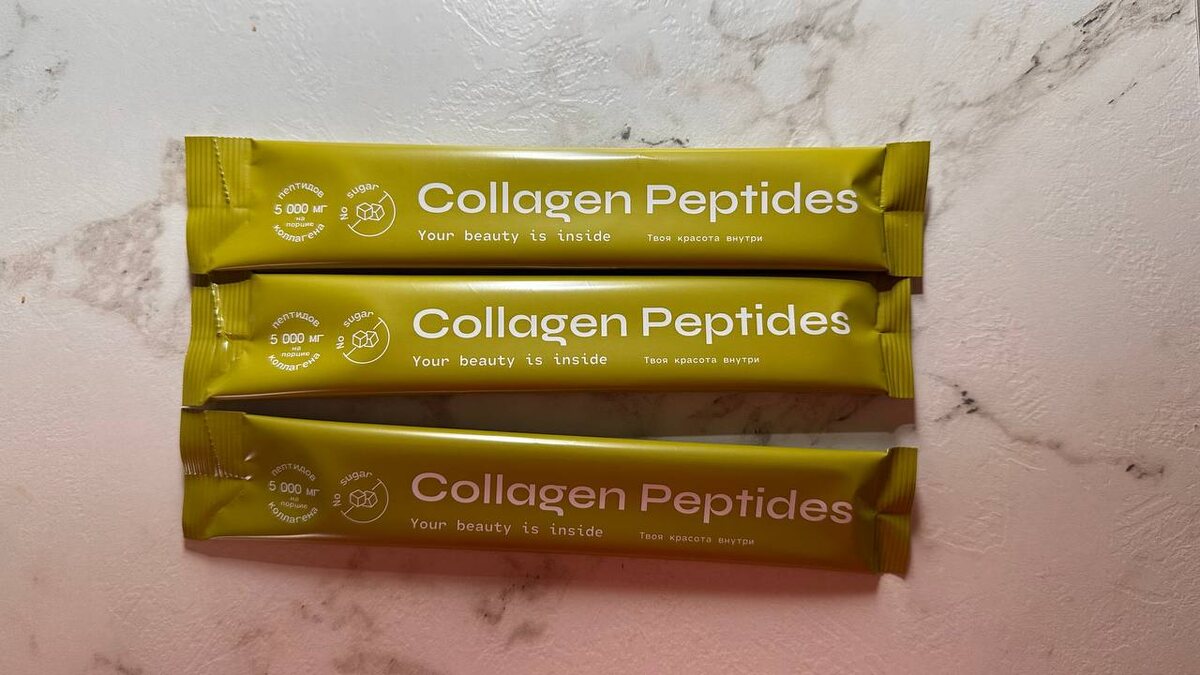 пептидов
5 000 мг
на
порцию
коллагена
No sugar
Collagen Peptides
Your beauty is inside
Твоя красота внутри
пептидов
5 000 мг
на
порцию
коллагена
No sugar
Collagen Peptides
Your beauty is inside
Твоя красота внутри
пептидов
5 000 мг
на
порцию
коллагена
No sugar
Collagen Peptides
Your beauty is inside
Твоя красота внутри